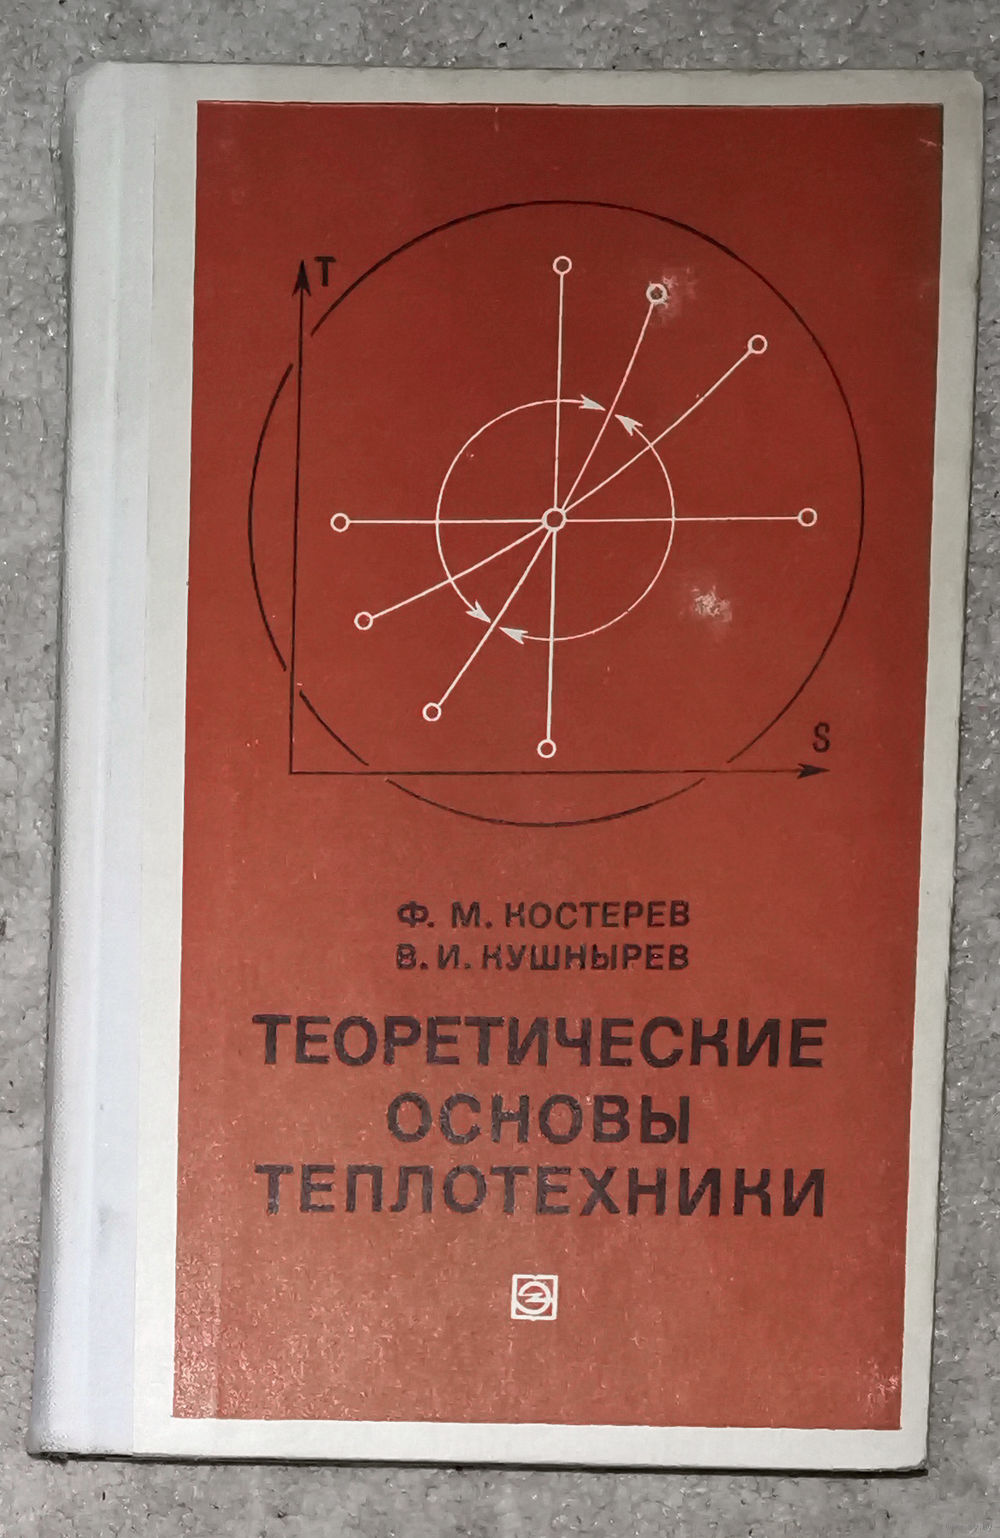 T
S
Ф. М. КОСТЕРЕВ
В. И. КУШНЫРЕВ
ТЕОРЕТИЧЕСКИЕ
ОСНОВЫ
ТЕПЛОТЕХНИКИ